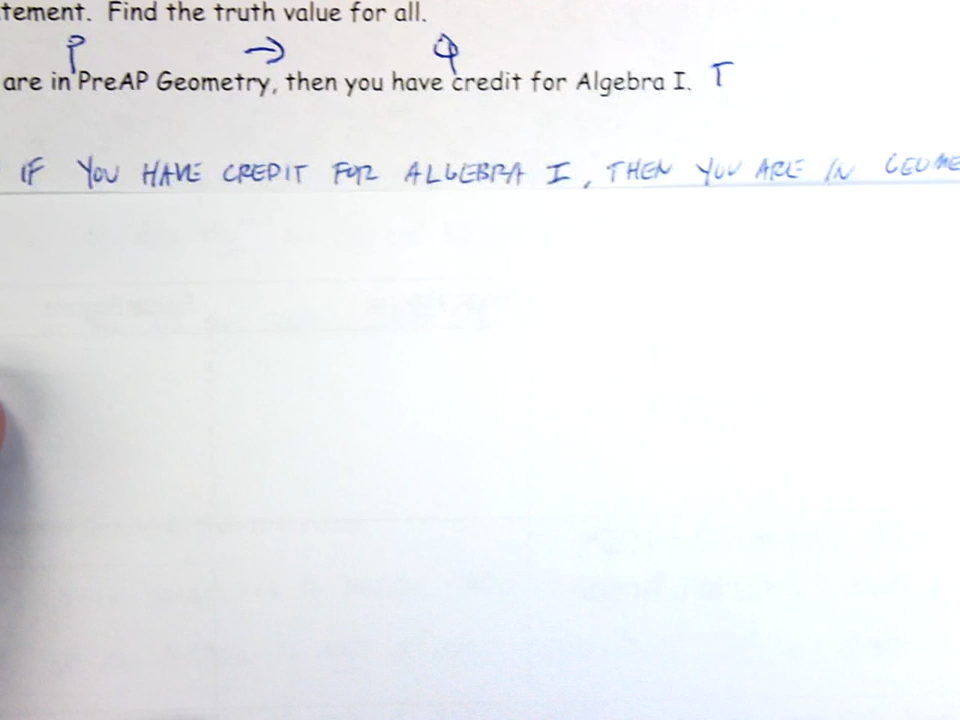 tement. Find the truth value for all.
P → q
are in PreAP Geometry, then you have credit for Algebra I. T
IF YOU HAVE CREDIT FOR ALGEBRA I, THEN YOU ARE IN GEOME